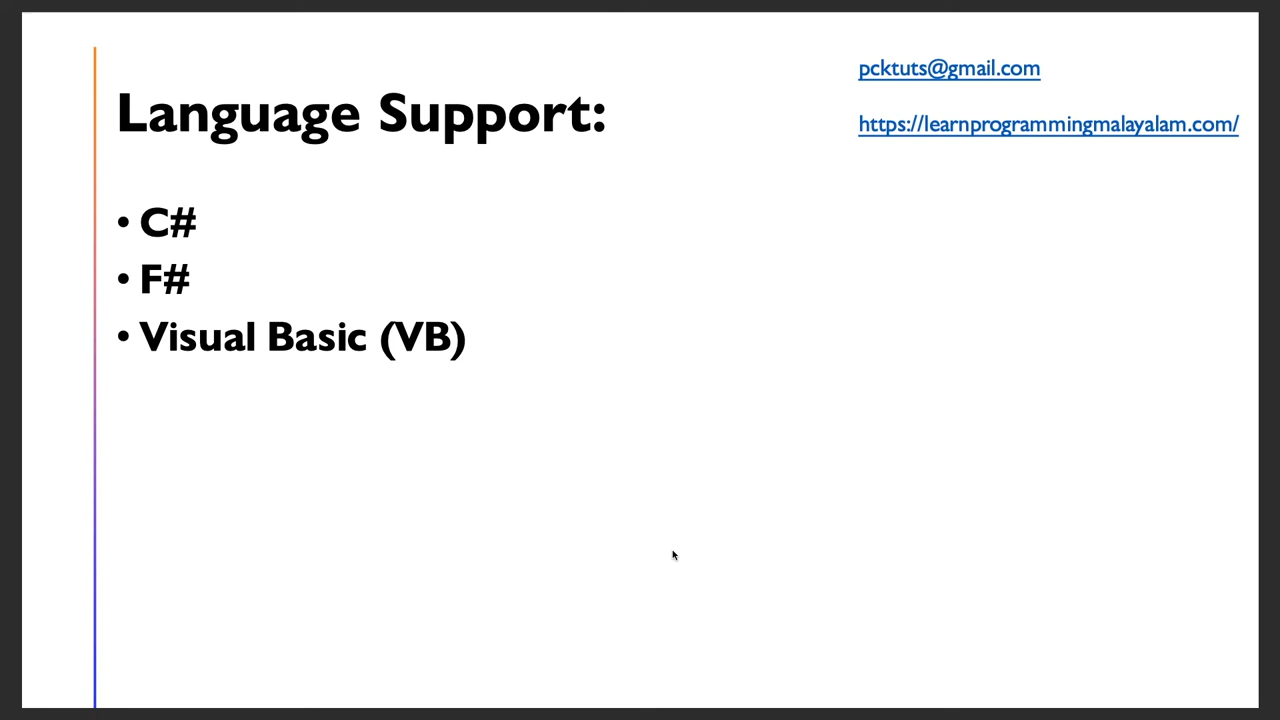 pcktuts@gmail.com
https://learnprogrammingmalayalam.com/
Language Support:
• C#
• F#
• Visual Basic (VB)